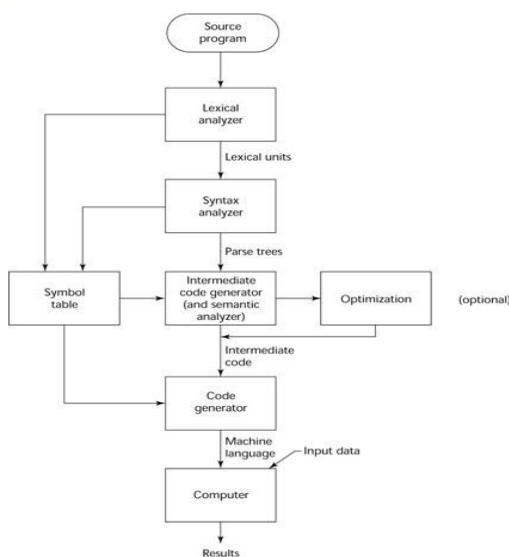 Source
program
Lexical
analyzer
Lexical units
Syntax
analyzer
Parse trees
Symbol
table
Intermediate
code generator
(and semantic
analyzer)
Optimization
(optional)
Intermediate
code
Code
generator
Machine
language
Input data
Computer
Results